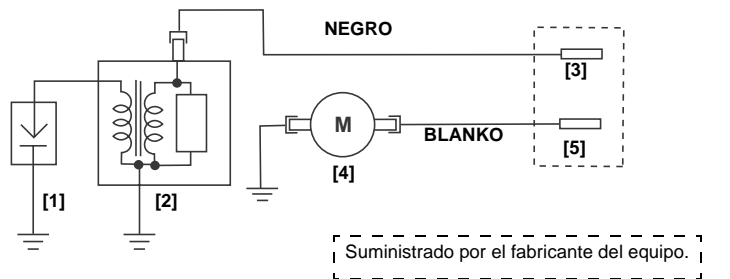 NEGRO
[3]
M
BLANKO
[5]
[4]
[1]
[2]
Suministrado por el fabricante del equipo.